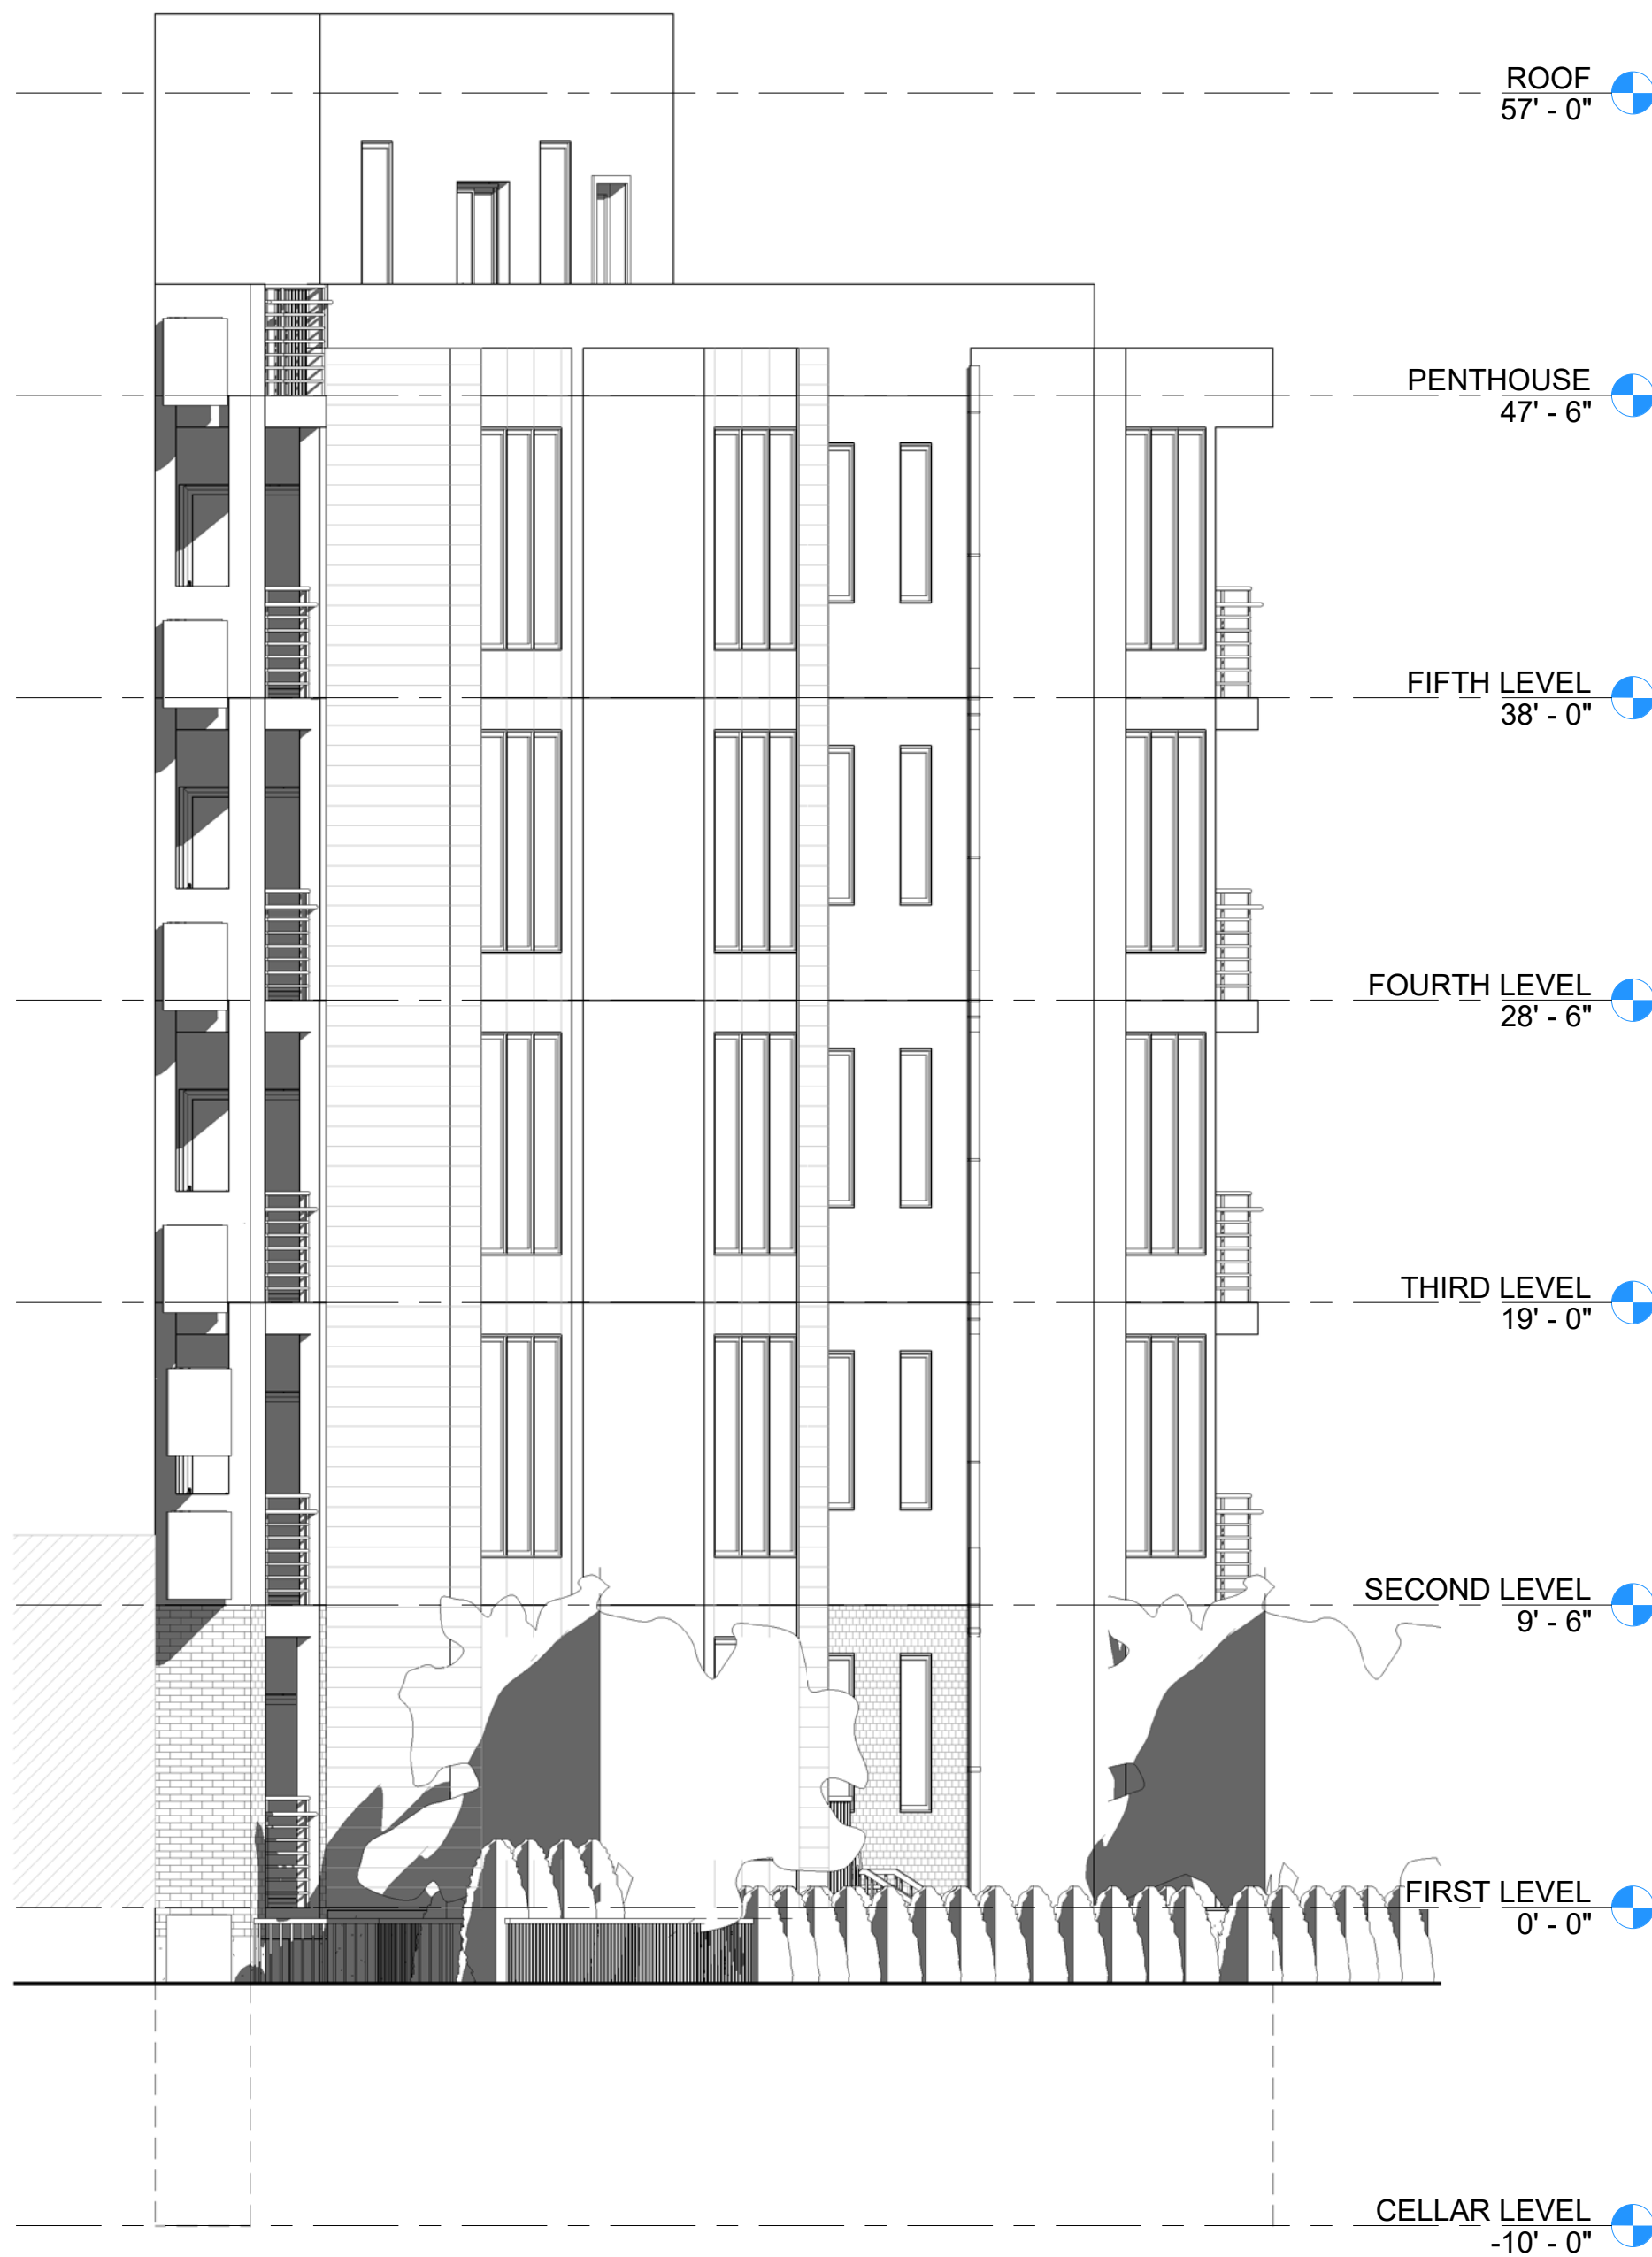 ROOF
57' - 0"
PENTHOUSE
47' - 6"
FIFTH LEVEL
38' - 0"
FOURTH LEVEL
28' - 6"
THIRD LEVEL
19' - 0"
SECOND LEVEL
9' - 6"
FIRST LEVEL
0' - 0"
CELLAR LEVEL
-10' - 0"